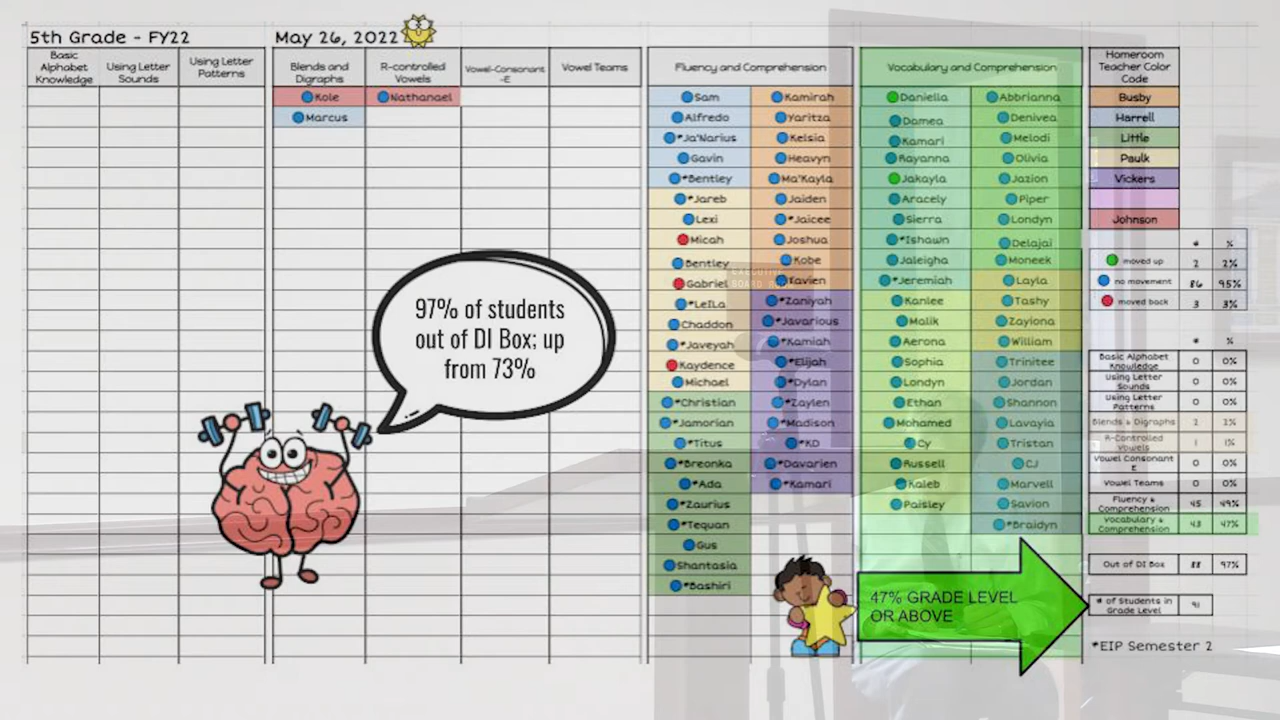 5th Grade - FY22
May 26, 2022
Basic Alphabet Knowledge
Using Letter Sounds
Using Letter Patterns
Blends and Digraphs
R-controlled Vowels
Vowel-Consonant -E
Vowel Teams
Fluency and Comprehension
Vocabulary and Comprehension
Homeroom Teacher Color Code
Kole Nathanael Sam Kamirah Daniella Abbrianna Busby
Marcus Alfredo Yaritza Damea Denivea Harrell
*Ja'Narius Kelsia Kamari Melodi Little
Gavin Heavyn Rayanna Olivia Paulk
*Bentley Ma'Kayla Jakayla Jazion Vickers
*Jareb Jaiden Aracely Piper
Lexi *Jaicee Sierra Londyn Johnson
Micah Joshua *Ishawn Delajai # %
Bentley Kobe Jaleigha Moneek moved up 2 2%
Gabriel Xavien *Jeremiah Layla no movement 86 95%
*LeILa *Zaniyah Kanlee Tashy moved back 3 3%
Chaddon *Javarious Malik Zayiona
*Javeyah *Kamiah Aerona William # %
Kaydence *Elijah Sophia Trinitee Basic Alphabet Knowledge 0 0%
Michael *Dylan Londyn Jordan Using Letter Sounds 0 0%
*Christian *Zaylen Ethan Shannon Using Letter Patterns 0 0%
*Jamorian *Madison Mohamed Lavayia Blends & Digraphs 2 2%
*Titus *KD Cy Tristan R-Controlled Vowels 1 1%
*Breonka *Davarien Russell CJ Vowel Consonant E 0 0%
*Ada *Kamari Kaleb Marvell Vowel Teams 0 0%
*Zaurius Paisley Savion Fluency & Comprehension 45 49%
*Tequan *Braidyn Vocabulary & Comprehension 43 47%
Gus
Shantasia Out of DI Box 88 97%
*Bashiri
# of Students in Grade Level 91
*EIP Semester 2
97% of students
out of DI Box; up
from 73%
47% GRADE LEVEL
OR ABOVE
EXECUTIVE
BOARD